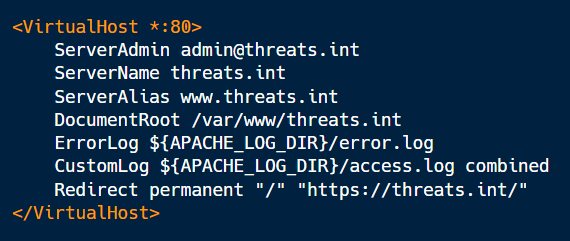 <VirtualHost *:80>
ServerAdmin admin@threats.int
ServerName threats.int
ServerAlias www.threats.int
DocumentRoot /var/www/threats.int
ErrorLog ${APACHE_LOG_DIR}/error.log
CustomLog ${APACHE_LOG_DIR}/access.log combined
Redirect permanent "/" "https://threats.int/"
</VirtualHost>